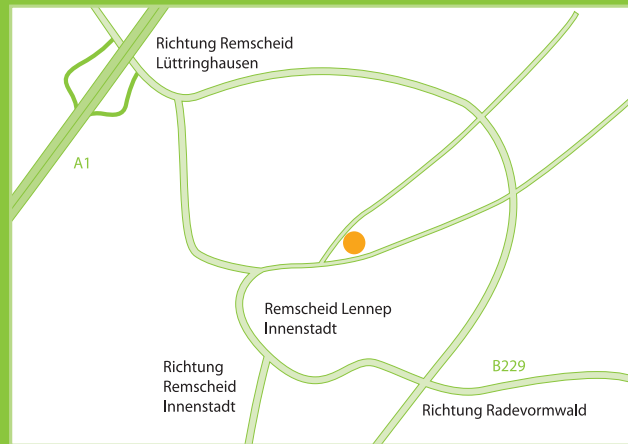 Richtung Remscheid
Lüttringhausen
A1
Remscheid Lennep
Innenstadt
Richtung
Remscheid
Innenstadt
B229
Richtung Radevormwald